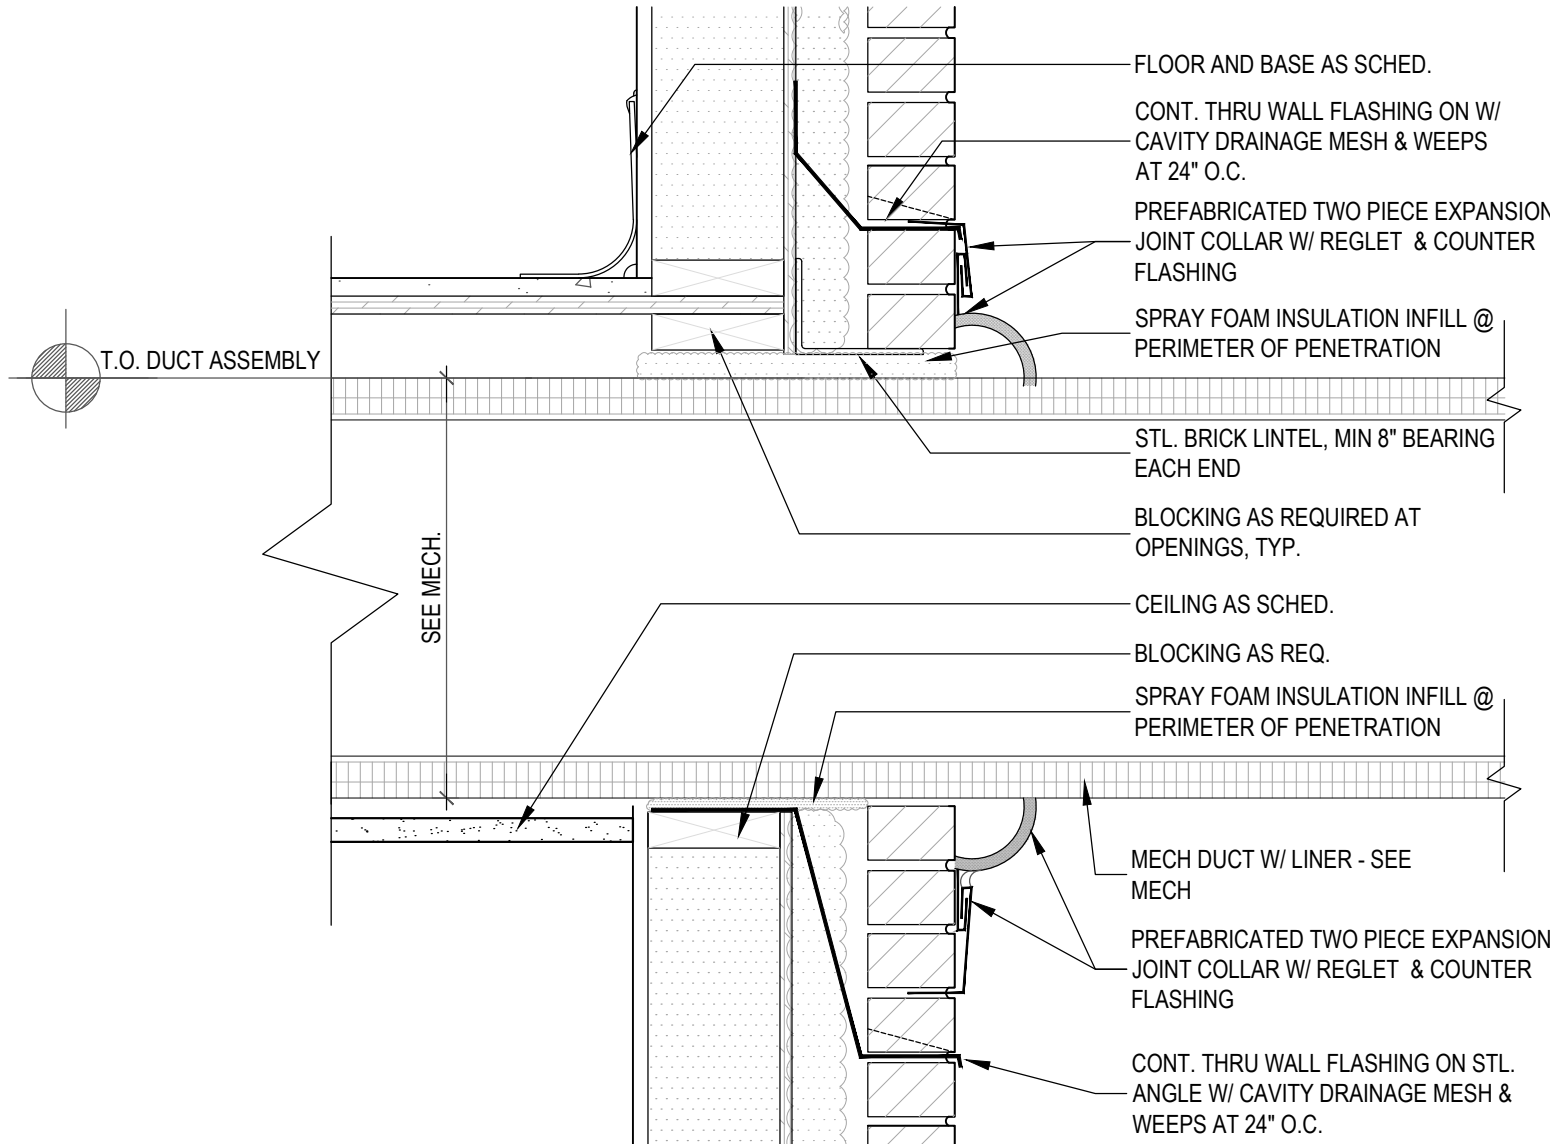 FLOOR AND BASE AS SCHED.
CONT. THRU WALL FLASHING ON W/
CAVITY DRAINAGE MESH & WEEPS
AT 24" O.C.
PREFABRICATED TWO PIECE EXPANSION
JOINT COLLAR W/ REGLET & COUNTER
FLASHING
SPRAY FOAM INSULATION INFILL @
PERIMETER OF PENETRATION
T.O. DUCT ASSEMBLY
STL. BRICK LINTEL, MIN 8" BEARING
EACH END
BLOCKING AS REQUIRED AT
OPENINGS, TYP.
SEE MECH.
CEILING AS SCHED.
BLOCKING AS REQ.
SPRAY FOAM INSULATION INFILL @
PERIMETER OF PENETRATION
MECH DUCT W/ LINER - SEE
MECH
PREFABRICATED TWO PIECE EXPANSION
JOINT COLLAR W/ REGLET & COUNTER
FLASHING
CONT. THRU WALL FLASHING ON STL.
ANGLE W/ CAVITY DRAINAGE MESH &
WEEPS AT 24" O.C.